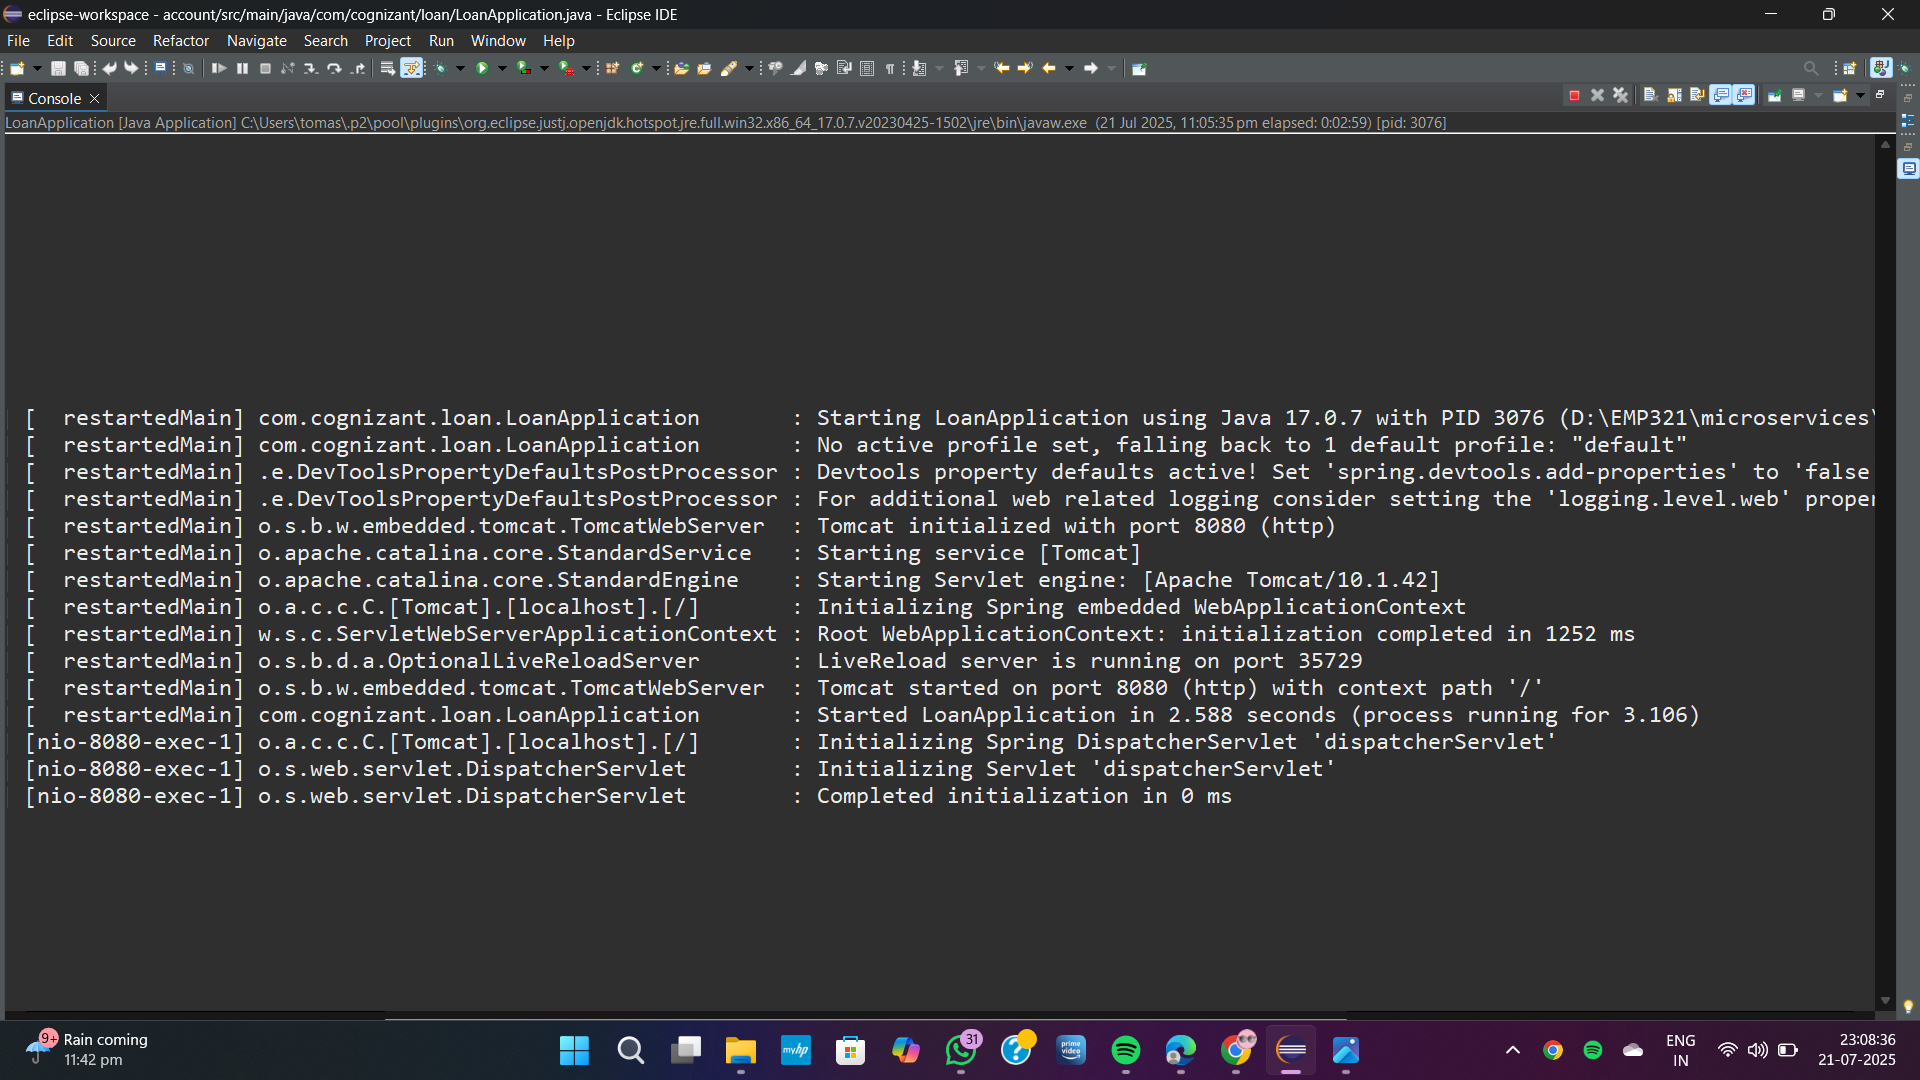 eclipse-workspace - account/src/main/java/com/cognizant/loan/LoanApplication.java - Eclipse IDE
File Edit Source Refactor Navigate Search Project Run Window Help
Console
LoanApplication [Java Application] C:\Users\tomas\.p2\pool\plugins\org.eclipse.justj.openjdk.hotspot.jre.full.win32.x86_64_17.0.7.v20230425-1502\jre\bin\javaw.exe (21 Jul 2025, 11:05:35 pm elapsed: 0:02:59) [pid: 3076]
[  restartedMain] com.cognizant.loan.LoanApplication       : Starting LoanApplication using Java 17.0.7 with PID 3076 (D:\EMP321\microservices\
[  restartedMain] com.cognizant.loan.LoanApplication       : No active profile set, falling back to 1 default profile: "default"
[  restartedMain] .e.DevToolsPropertyDefaultsPostProcessor : Devtools property defaults active! Set 'spring.devtools.add-properties' to 'false
[  restartedMain] .e.DevToolsPropertyDefaultsPostProcessor : For additional web related logging consider setting the 'logging.level.web' proper
[  restartedMain] o.s.b.w.embedded.tomcat.TomcatWebServer  : Tomcat initialized with port 8080 (http)
[  restartedMain] o.apache.catalina.core.StandardService   : Starting service [Tomcat]
[  restartedMain] o.apache.catalina.core.StandardEngine    : Starting Servlet engine: [Apache Tomcat/10.1.42]
[  restartedMain] o.a.c.c.C.[Tomcat].[localhost].[/]       : Initializing Spring embedded WebApplicationContext
[  restartedMain] w.s.c.ServletWebServerApplicationContext : Root WebApplicationContext: initialization completed in 1252 ms
[  restartedMain] o.s.b.d.a.OptionalLiveReloadServer       : LiveReload server is running on port 35729
[  restartedMain] o.s.b.w.embedded.tomcat.TomcatWebServer  : Tomcat started on port 8080 (http) with context path '/'
[  restartedMain] com.cognizant.loan.LoanApplication       : Started LoanApplication in 2.588 seconds (process running for 3.106)
[nio-8080-exec-1] o.a.c.c.C.[Tomcat].[localhost].[/]       : Initializing Spring DispatcherServlet 'dispatcherServlet'
[nio-8080-exec-1] o.s.web.servlet.DispatcherServlet        : Initializing Servlet 'dispatcherServlet'
[nio-8080-exec-1] o.s.web.servlet.DispatcherServlet        : Completed initialization in 0 ms
9+ Rain coming
11:42 pm
myhp
31
prime video
ENG
IN
23:08:36
21-07-2025